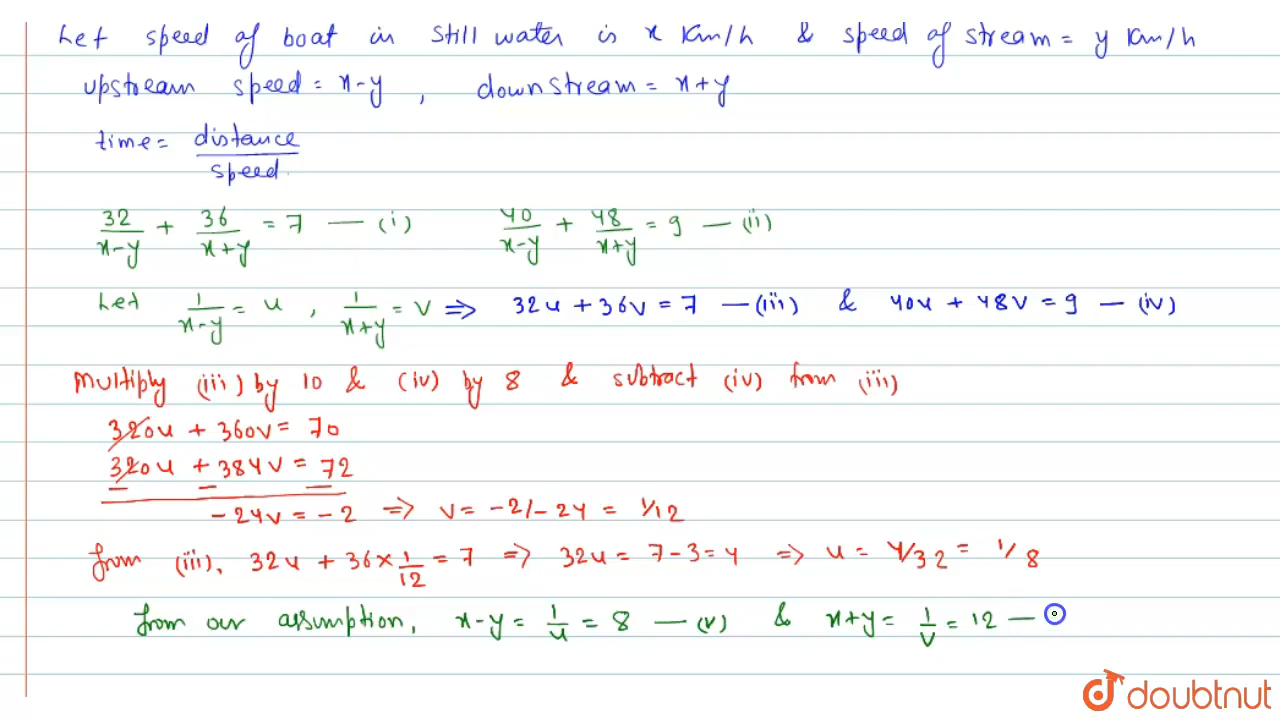 Let speed of boat in still water is x Km/h & speed of stream = y Km/h
upstream speed = x-y , downstream = x+y
time = distance/speed
32/(x-y) + 36/(x+y) = 7 — (i) 40/(x-y) + 48/(x+y) = 9 — (ii)
Let 1/(x-y) = u , 1/(x+y) = v ⇒ 32u + 36v = 7 — (iii) & 40u + 48v = 9 — (iv)
Multiply (iii) by 10 & (iv) by 8 & subtract (iv) from (iii)
320u + 360v = 70
320u + 384v = 72
- 24v = -2 ⇒ v = -2/-24 = 1/12
from (iii), 32u + 36×1/12 = 7 ⇒ 32u = 7-3 = 4 ⇒ u = 4/32 = 1/8
from our assumption, x-y = 1/u = 8 — (v) & x+y = 1/v = 12 —
doubtnut